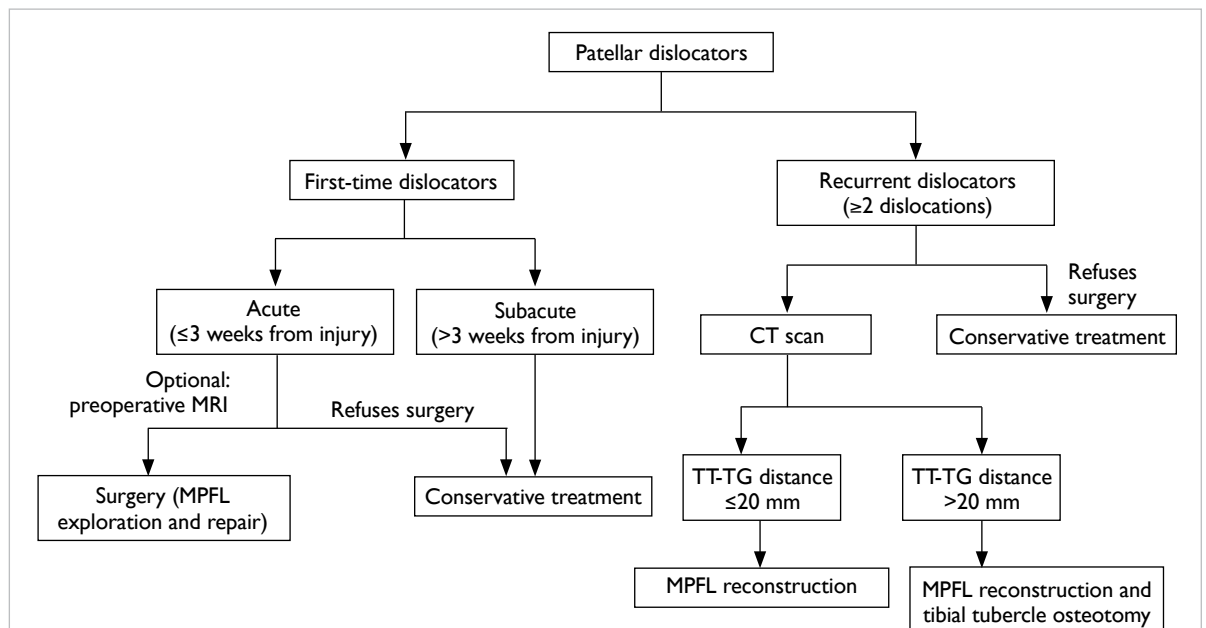 Patellar dislocators
First-time dislocators
Recurrent dislocators
(≥2 dislocations)
Acute
(≤3 weeks from injury)
Subacute
(>3 weeks from injury)
CT scan
Refuses
surgery
Conservative treatment
Optional:
preoperative MRI
Refuses surgery
Surgery (MPFL
exploration and repair)
Conservative treatment
TT-TG distance
≤20 mm
TT-TG distance
>20 mm
MPFL reconstruction
MPFL reconstruction and
tibial tubercle osteotomy